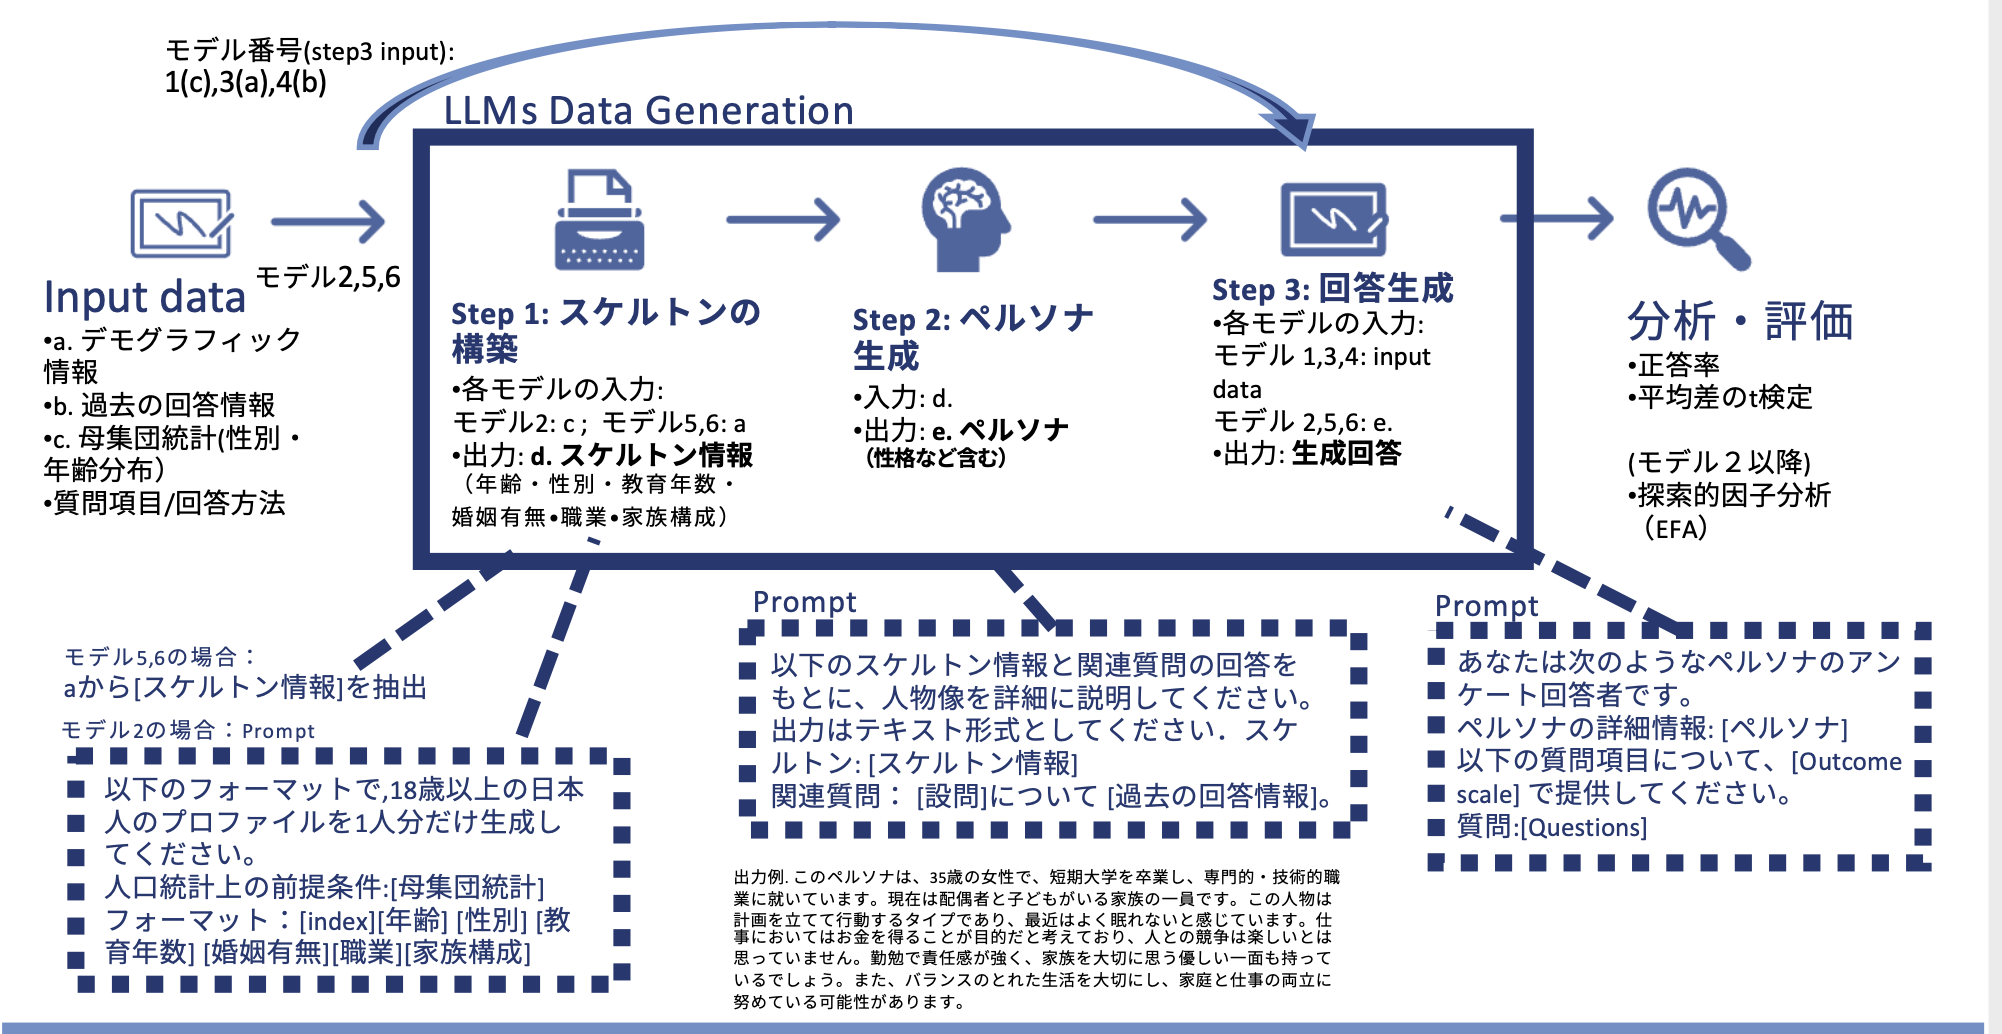 モデル番号(step3 input):
1(c),3(a),4(b)
LLMs Data Generation
モデル2,5,6
Input data
•a. デモグラフィック
情報
•b. 過去の回答情報
•c. 母集団統計(性別・
年齢分布）
•質問項目/回答方法
Step 1: スケルトンの
構築
•各モデルの入力:
モデル2: c ; モデル5,6: a
•出力: d. スケルトン情報
（年齢・性別・教育年数・
婚姻有無•職業•家族構成）
Step 2: ペルソナ
生成
•入力: d.
•出力: e. ペルソナ
（性格など含む）
Step 3: 回答生成
•各モデルの入力:
モデル 1,3,4: input
data
モデル 2,5,6: e.
•出力: 生成回答
分析・評価
•正答率
•平均差のt検定
(モデル２以降)
•探索的因子分析
（EFA）
モデル5,6の場合：
aから[スケルトン情報]を抽出
モデル2の場合：Prompt
以下のフォーマットで,18歳以上の日本
人のプロファイルを1人分だけ生成し
てください。
人口統計上の前提条件:[母集団統計]
フォーマット：[index][年齢] [性別] [教
育年数] [婚姻有無][職業][家族構成]
Prompt
以下のスケルトン情報と関連質問の回答を
もとに、人物像を詳細に説明してください。
出力はテキスト形式としてください．スケ
ルトン: [スケルトン情報]
関連質問： [設問]について [過去の回答情報]。
出力例. このペルソナは、35歳の女性で、短期大学を卒業し、専門的・技術的職
業に就いています。現在は配偶者と子どもがいる家族の一員です。この人物は
計画を立てて行動するタイプであり、最近はよく眠れないと感じています。仕
事においてはお金を得ることが目的だと考えており、人との競争は楽しいとは
思っていません。勤勉で責任感が強く、家族を大切に思う優しい一面も持って
いるでしょう。また、バランスのとれた生活を大切にし、家庭と仕事の両立に
努めている可能性があります。
Prompt
あなたは次のようなペルソナのアン
ケート回答者です。
ペルソナの詳細情報: [ペルソナ]
以下の質問項目について、[Outcome
scale] で提供してください。
質問:[Questions]